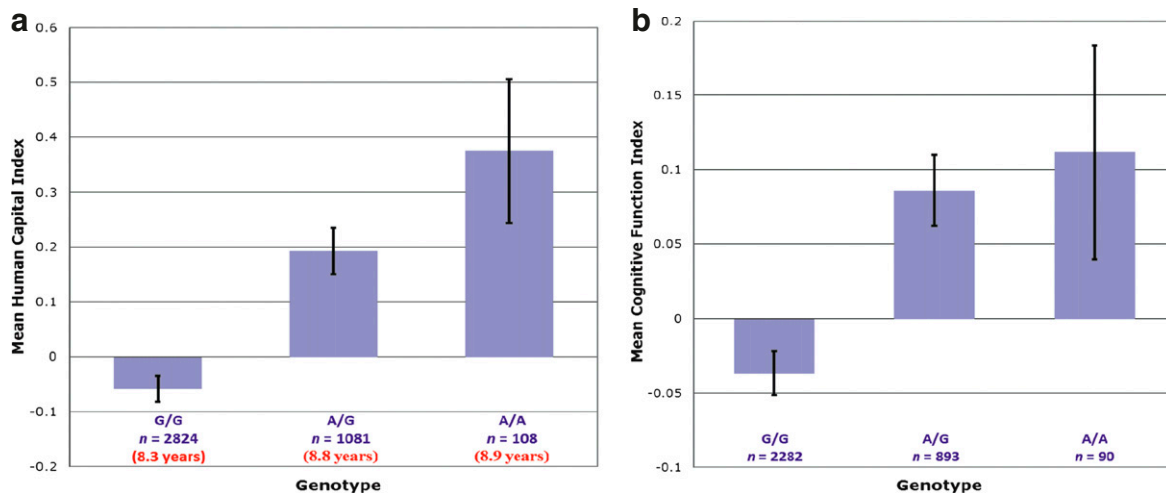 a
Mean Human Capital Index
0.6
0.5
0.4
0.3
0.2
0.1
0
-0.1
-0.2
G/G A/G A/A
n = 2824 n = 1081 n = 108
(8.3 years) (8.8 years) (8.9 years)
Genotype
b
Mean Cognitive Function Index
0.2
0.15
0.1
0.05
0
-0.05
-0.1
G/G A/G A/A
n = 2282 n = 893 n = 90
Genotype